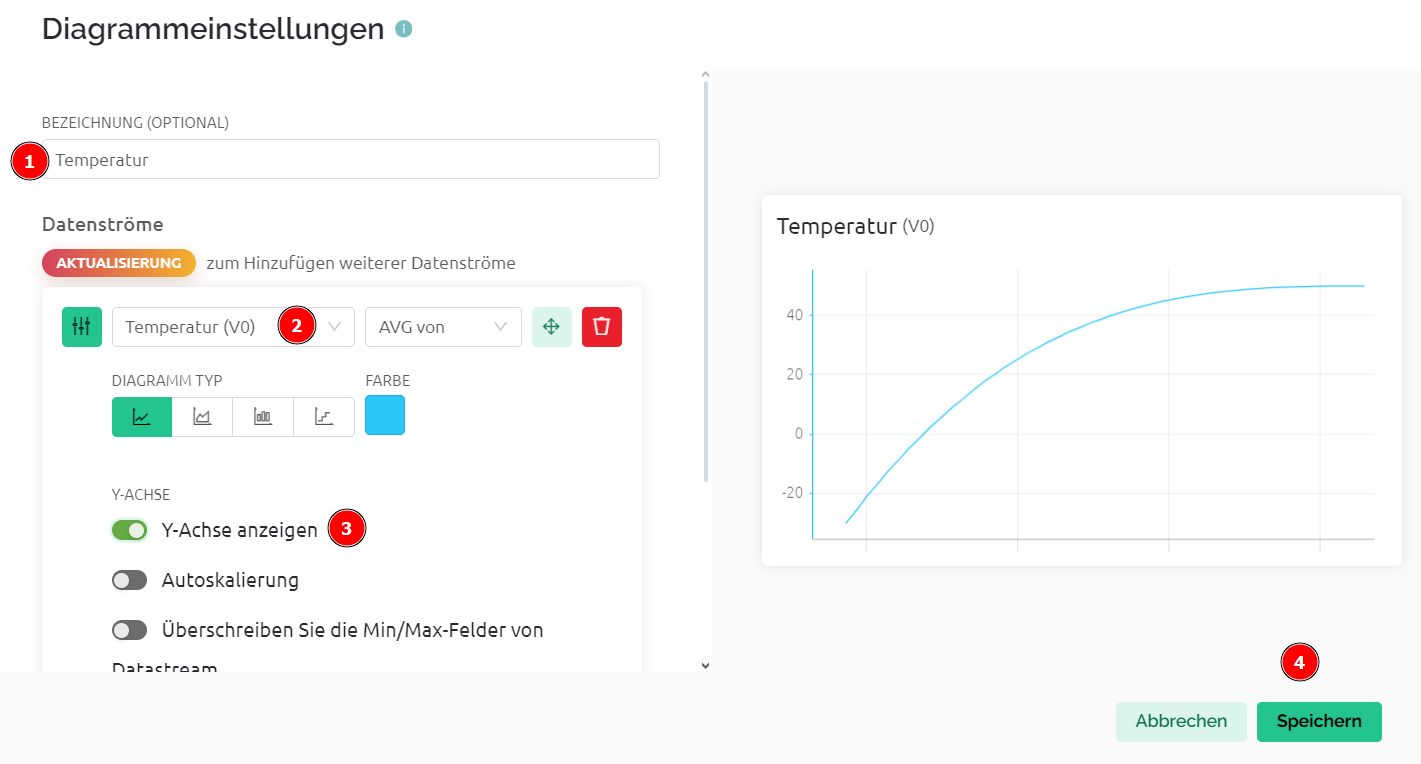 Diagrammeinstellungen i
BEZEICHNUNG (OPTIONAL)
1 Temperatur
Datenströme
AKTUALISIERUNG zum Hinzufügen weiterer Datenströme
Temperatur (V0) 2 AVG von
DIAGRAMM TYP FARBE
Y-ACHSE
Y-Achse anzeigen 3
Autoskalierung
Überschreiben Sie die Min/Max-Felder von
Datastream
Temperatur (V0)
40
20
0
-20
4
Abbrechen Speichern